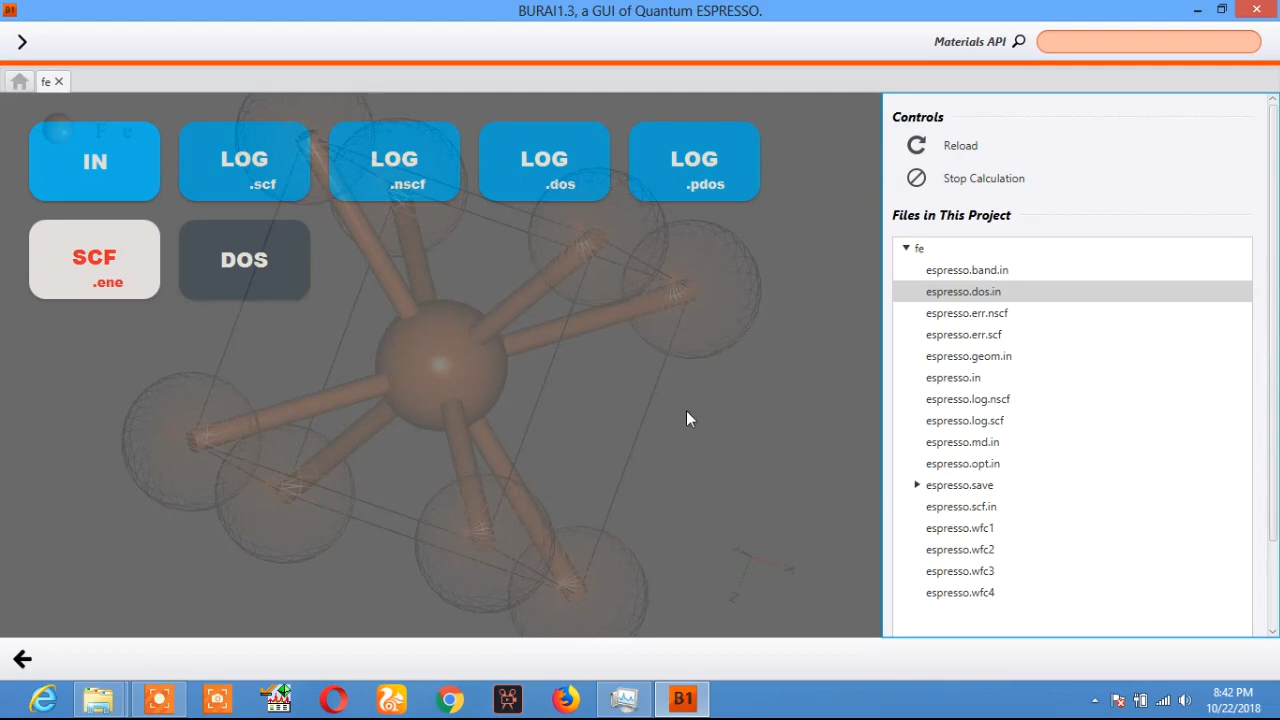 B1
BURAI1.3, a GUI of Quantum ESPRESSO.
Materials API
fe
Fe
IN
LOG
.scf
LOG
.nscf
LOG
.dos
LOG
.pdos
SCF
.ene
DOS
Controls
Reload
Stop Calculation
Files in This Project
fe
espresso.band.in
espresso.dos.in
espresso.err.nscf
espresso.err.scf
espresso.geom.in
espresso.in
espresso.log.nscf
espresso.log.scf
espresso.md.in
espresso.opt.in
espresso.save
espresso.scf.in
espresso.wfc1
espresso.wfc2
espresso.wfc3
espresso.wfc4
B1
8:42 PM
10/22/2018